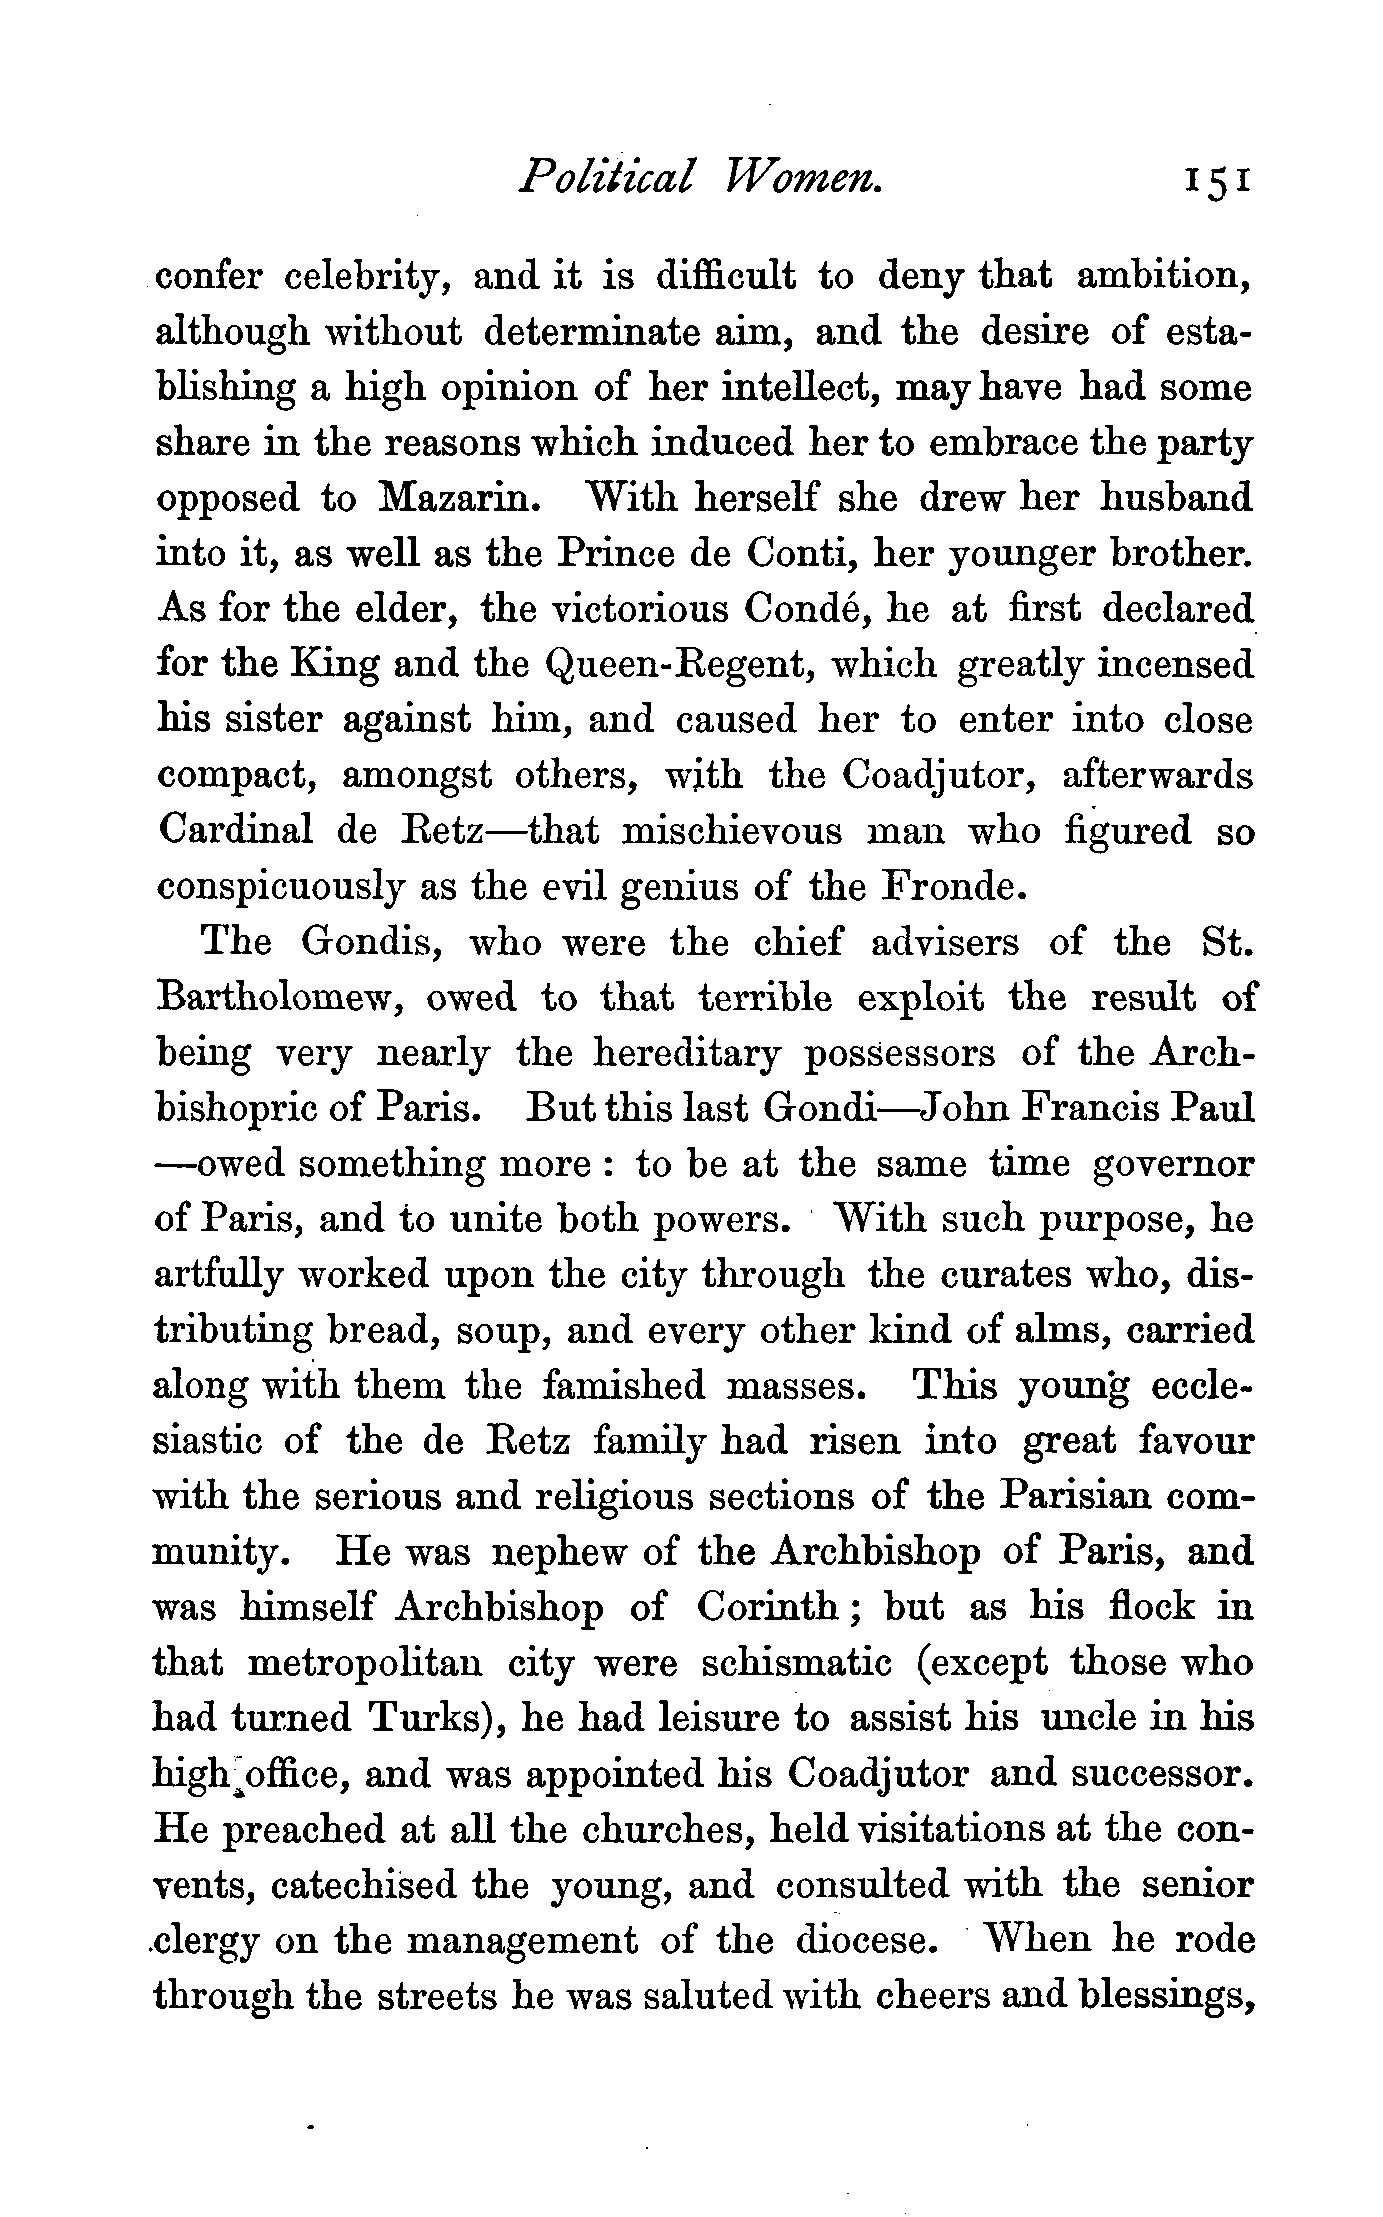 Political Women. 151
confer celebrity, and it is difficult to deny that ambition,
although without determinate aim, and the desire of esta-
blishing a high opinion of her intellect, may have had some
share in the reasons which induced her to embrace the party
opposed to Mazarin. With herself she drew her husband
into it, as well as the Prince de Conti, her younger brother.
As for the elder, the victorious Condé, he at first declared
for the King and the Queen-Regent, which greatly incensed
his sister against him, and caused her to enter into close
compact, amongst others, with the Coadjutor, afterwards
Cardinal de Retz—that mischievous man who figured so
conspicuously as the evil genius of the Fronde.
The Gondis, who were the chief advisers of the St.
Bartholomew, owed to that terrible exploit the result of
being very nearly the hereditary possessors of the Arch-
bishopric of Paris. But this last Gondi—John Francis Paul
—owed something more : to be at the same time governor
of Paris, and to unite both powers. With such purpose, he
artfully worked upon the city through the curates who, dis-
tributing bread, soup, and every other kind of alms, carried
along with them the famished masses. This young eccle-
siastic of the de Retz family had risen into great favour
with the serious and religious sections of the Parisian com-
munity. He was nephew of the Archbishop of Paris, and
was himself Archbishop of Corinth ; but as his flock in
that metropolitan city were schismatic (except those who
had turned Turks), he had leisure to assist his uncle in his
high office, and was appointed his Coadjutor and successor.
He preached at all the churches, held visitations at the con-
vents, catechised the young, and consulted with the senior
clergy on the management of the diocese. When he rode
through the streets he was saluted with cheers and blessings,